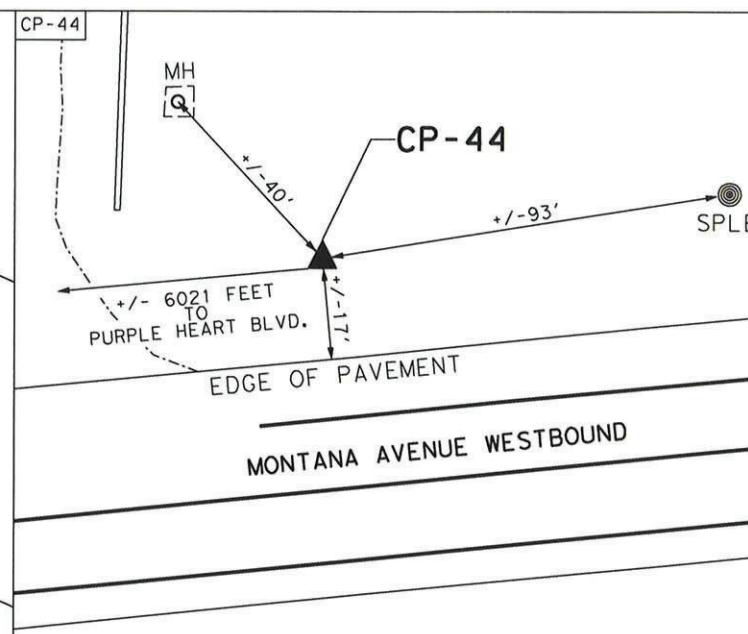 CP-44
MH
CP-44
+/-40'
+/-93'
+/- 6021 FEET
TO
PURPLE HEART BLVD.
+/-17'
EDGE OF PAVEMENT
MONTANA AVENUE WESTBOUND